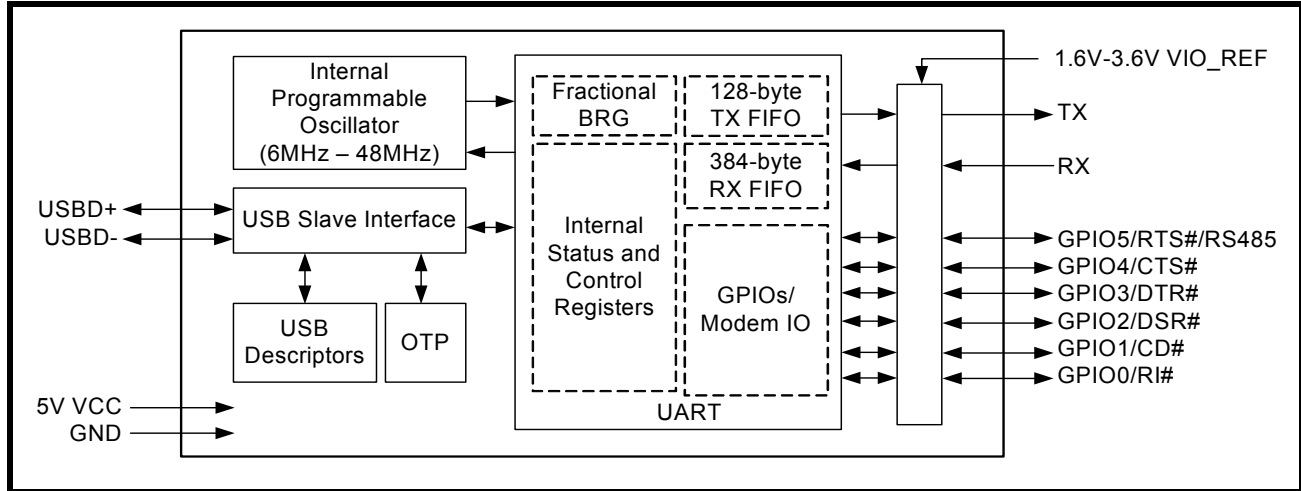 Internal
Programmable
Oscillator
(6MHz – 48MHz)
USB Slave Interface
USB
Descriptors
OTP
USBD+
USBD-
5V VCC
GND
Fractional
BRG
128-byte
TX FIFO
384-byte
RX FIFO
Internal
Status and
Control
Registers
GPIOs/
Modem IO
UART
1.6V-3.6V VIO_REF
TX
RX
GPIO5/RTS#/RS485
GPIO4/CTS#
GPIO3/DTR#
GPIO2/DSR#
GPIO1/CD#
GPIO0/RI#